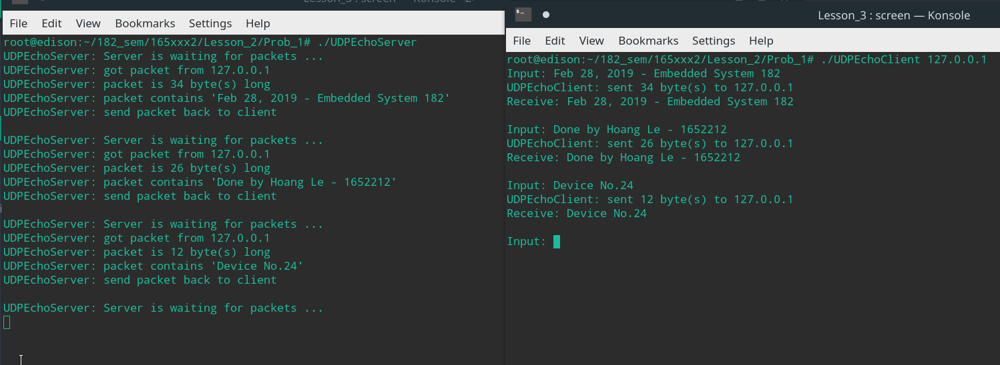 Lesson_3 : screen — Konsole <2>
File Edit View Bookmarks Settings Help
root@edison:~/182_sem/165xxx2/Lesson_2/Prob_1# ./UDPEchoServer
UDPEchoServer: Server is waiting for packets ...
UDPEchoServer: got packet from 127.0.0.1
UDPEchoServer: packet is 34 byte(s) long
UDPEchoServer: packet contains 'Feb 28, 2019 - Embedded System 182'
UDPEchoServer: send packet back to client
UDPEchoServer: Server is waiting for packets ...
UDPEchoServer: got packet from 127.0.0.1
UDPEchoServer: packet is 26 byte(s) long
UDPEchoServer: packet contains 'Done by Hoang Le - 1652212'
UDPEchoServer: send packet back to client
UDPEchoServer: Server is waiting for packets ...
UDPEchoServer: got packet from 127.0.0.1
UDPEchoServer: packet is 12 byte(s) long
UDPEchoServer: packet contains 'Device No.24'
UDPEchoServer: send packet back to client
UDPEchoServer: Server is waiting for packets ...
Lesson_3 : screen — Konsole
File Edit View Bookmarks Settings Help
root@edison:~/182_sem/165xxx2/Lesson_2/Prob_1# ./UDPEchoClient 127.0.0.1
Input: Feb 28, 2019 - Embedded System 182
UDPEchoClient: sent 34 byte(s) to 127.0.0.1
Receive: Feb 28, 2019 - Embedded System 182
Input: Done by Hoang Le - 1652212
UDPEchoClient: sent 26 byte(s) to 127.0.0.1
Receive: Done by Hoang Le - 1652212
Input: Device No.24
UDPEchoClient: sent 12 byte(s) to 127.0.0.1
Receive: Device No.24
Input: